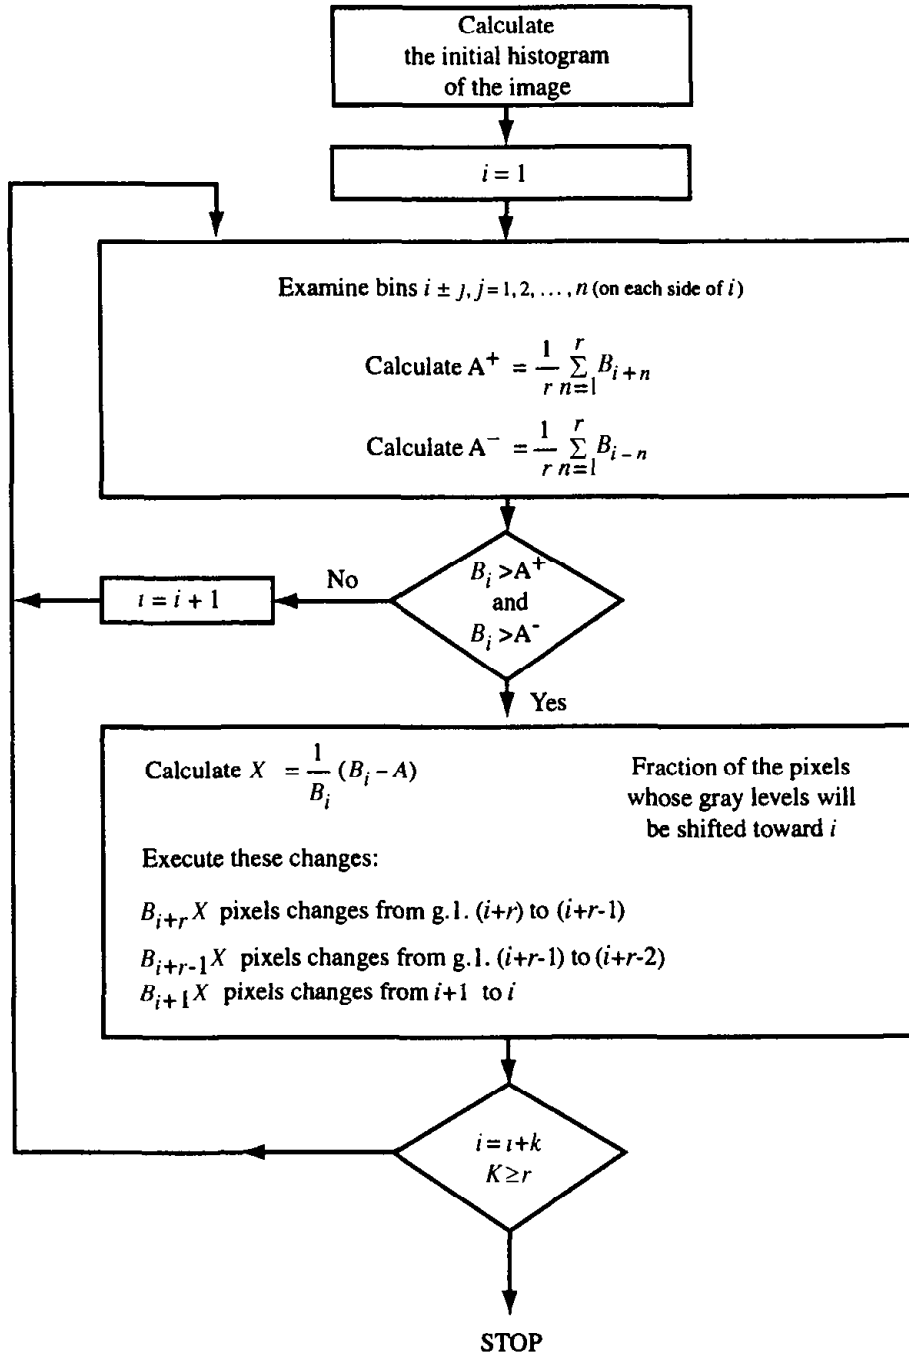 Calculate
the initial histogram
of the image
i = 1
Examine bins i ± ȷ, j = 1, 2, ..., n (on each side of i)
Calculate A⁺ = 1/r Σ_{n=1}^{r} B_{i+n}
Calculate A⁻ = 1/r Σ_{n=1}^{r} B_{i-n}
B_i >A⁺
and
B_i >A⁻
No
ı = i + 1
Yes
Calculate X = 1/B_i (B_i - A)
Fraction of the pixels
whose gray levels will
be shifted toward i
Execute these changes:
B_{i+r} X pixels changes from g.l. (i+r) to (i+r-1)
B_{i+r-1} X pixels changes from g.l. (i+r-1) to (i+r-2)
B_{i+1} X pixels changes from i+1 to i
i = ı+k
K ≥ r
STOP